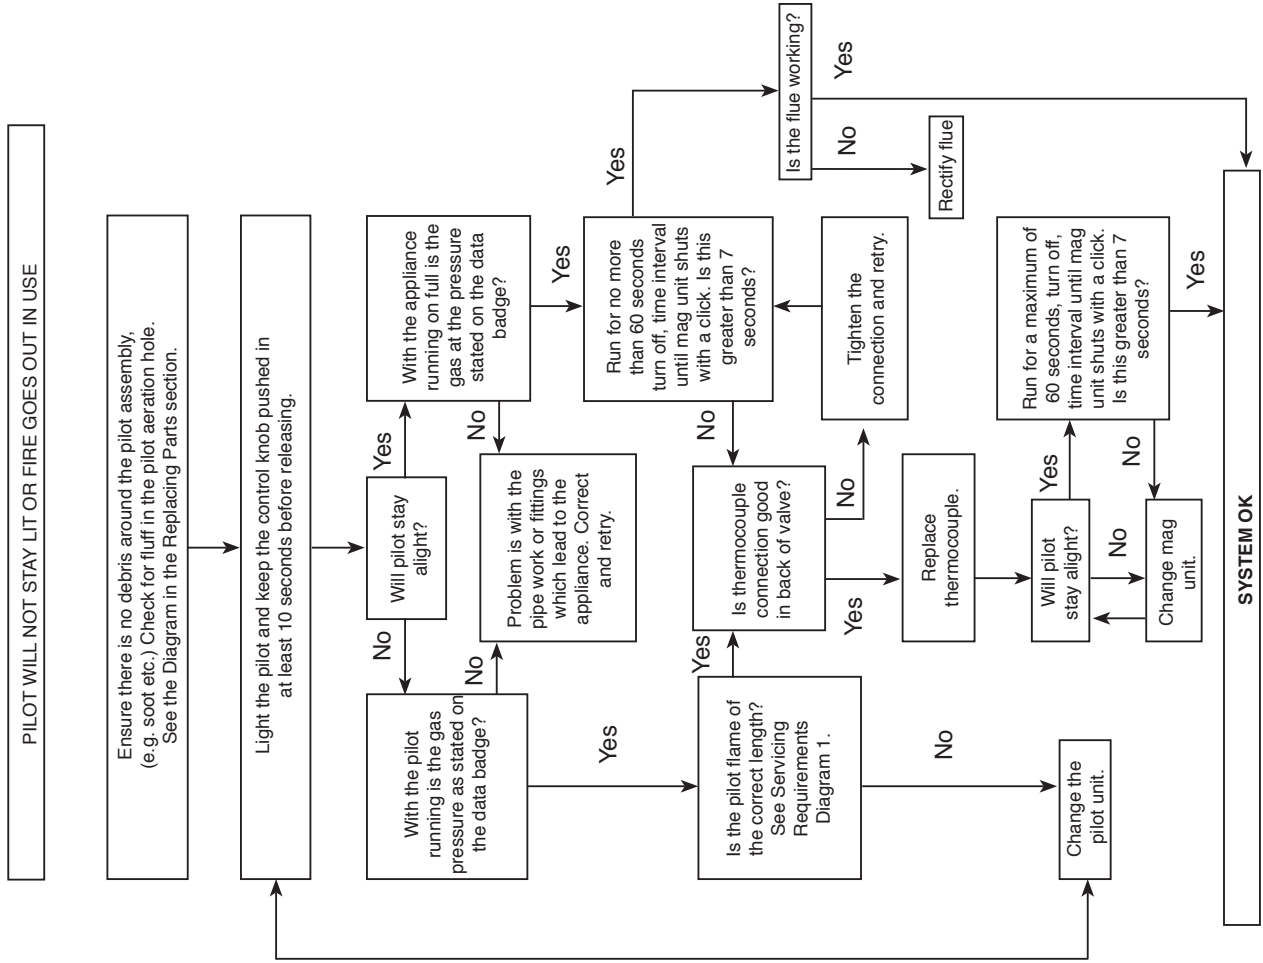 PILOT WILL NOT STAY LIT OR FIRE GOES OUT IN USE
Ensure there is no debris around the pilot assembly,
(e.g. soot etc.) Check for fluff in the pilot aeration hole.
See the Diagram in the Replacing Parts section.
Light the pilot and keep the control knob pushed in
at least 10 seconds before releasing.
Will pilot stay
alight?
No
Yes
With the pilot
running is the gas
pressure as stated on
the data badge?
No
Yes
With the appliance
running on full is the
gas at the pressure
stated on the data
badge?
No
Yes
Problem is with the
pipe work or fittings
which lead to the
appliance. Correct
and retry.
Run for no more
than 60 seconds
turn off, time interval
until mag unit shuts
with a click. Is this
greater than 7
seconds?
No
Yes
Is the pilot flame of
the correct length?
See Servicing
Requirements
Diagram 1.
Yes
No
Is thermocouple
connection good
in back of valve?
Yes
No
Tighten the
connection and retry.
Is the flue working?
No
Yes
Rectify flue
Replace
thermocouple.
Will pilot
stay alight?
Yes
No
Run for a maximum of
60 seconds, turn off,
time interval until mag
unit shuts with a click.
Is this greater than 7
seconds?
No
Yes
Change mag
unit.
Change the
pilot unit.
SYSTEM OK